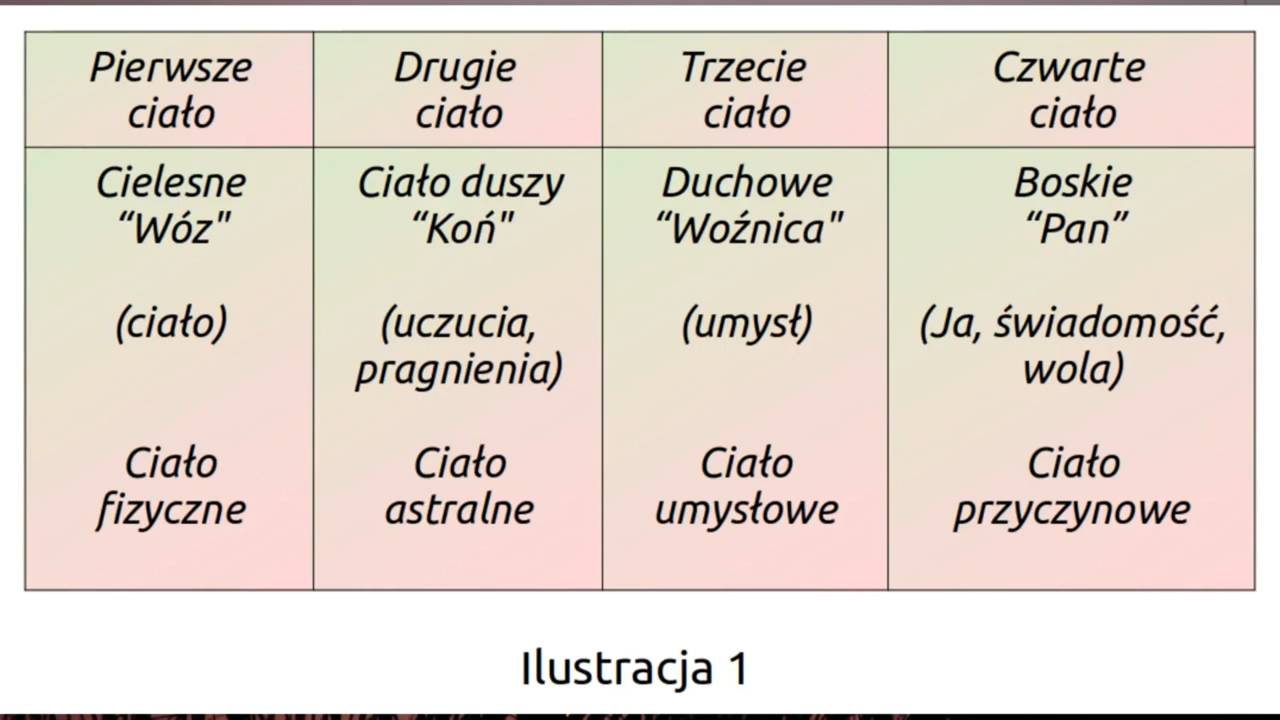 Pierwsze
ciało
Drugie
ciało
Trzecie
ciało
Czwarte
ciało
Cielesne
“Wóz"
(ciało)
Ciało
fizyczne
Ciało duszy
“Koń"
(uczucia,
pragnienia)
Ciało
astralne
Duchowe
“Woźnica"
(umysł)
Ciało
umysłowe
Boskie
“Pan”
(Ja, świadomość,
wola)
Ciało
przyczynowe
Ilustracja 1